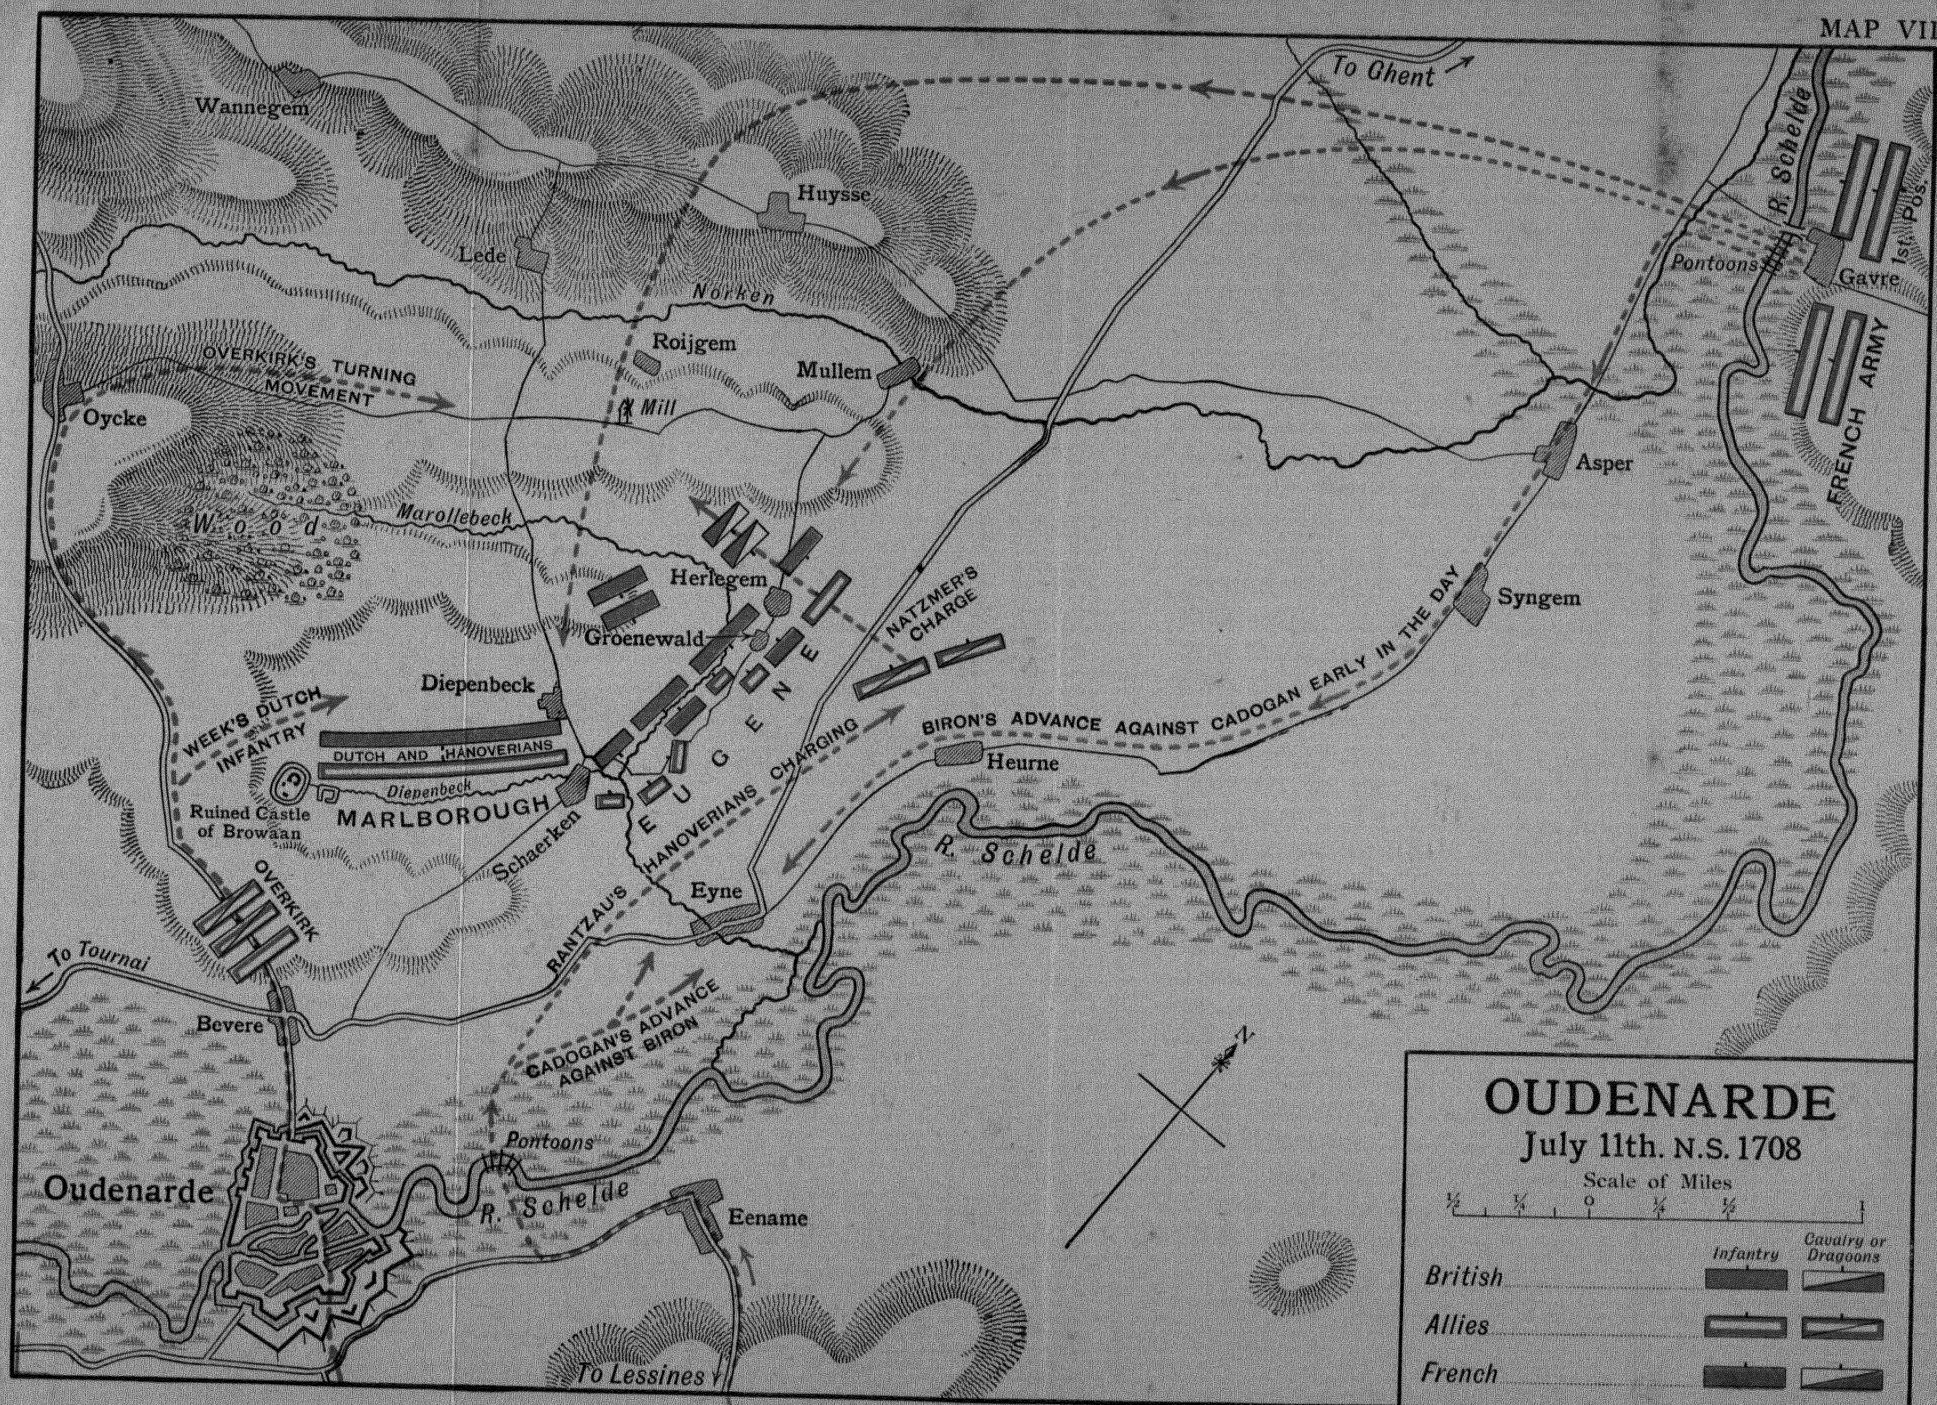 MAP VII
To Ghent
R. Schelde
Wannegem
Huysse
Lede
Norken
Pontoons
Gavre
1st. Pos.
FRENCH ARMY
Roijgem
Mullem
Mill
OVERKIRK'S TURNING
MOVEMENT
Oycke
Asper
Wood
Marollebeck
Herlegem
Groenewald
NATZMER'S
CHARGE
Syngem
Diepenbeck
WEEK'S DUTCH
INFANTRY
DUTCH AND HANOVERIANS
Diepenbeck
EUGENE
BIRON'S ADVANCE AGAINST CADOGAN EARLY IN THE DAY
Heurne
Ruined Castle
of Browaan
MARLBOROUGH
Schaerken
RANTZAU'S HANOVERIANS CHARGING
R. Schelde
Eyne
OVERKIRK
To Tournai
Bevere
CADOGAN'S ADVANCE
AGAINST BIRON
N
Pontoons
Oudenarde
R. Schelde
Eename
To Lessines
OUDENARDE
July 11th. N.S. 1708
Scale of Miles
½ ¼ 0 ¼ ½ 1
Infantry
Cavalry or
Dragoons
British
Allies
French